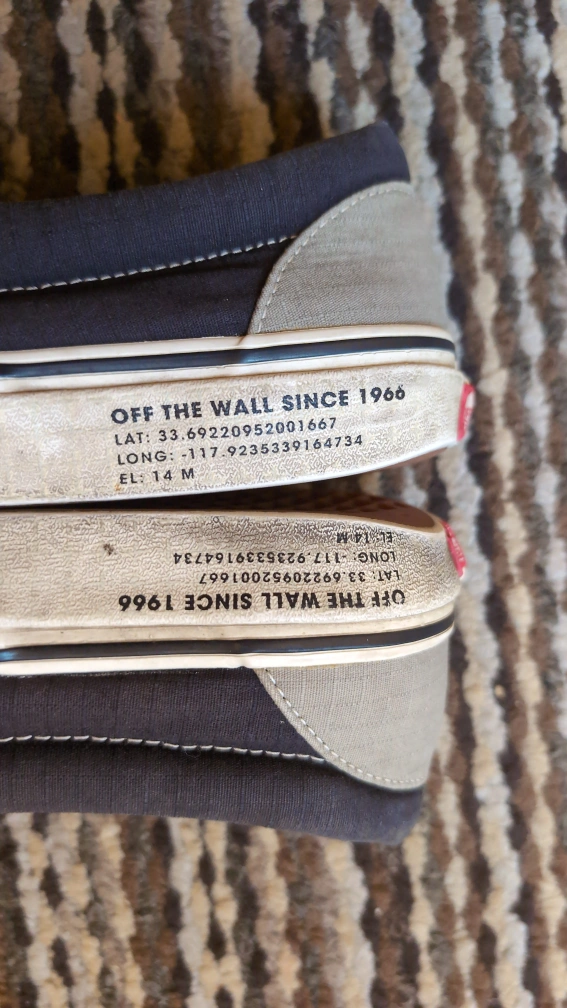 OFF THE WALL SINCE 1966
LAT: 33.69220952001667
LONG: -117.9235339164734
EL: 14 M
OFF THE WALL SINCE 1966
LAT: 33.69220952001667
LONG: -117.9235339164734
EL: 14 M